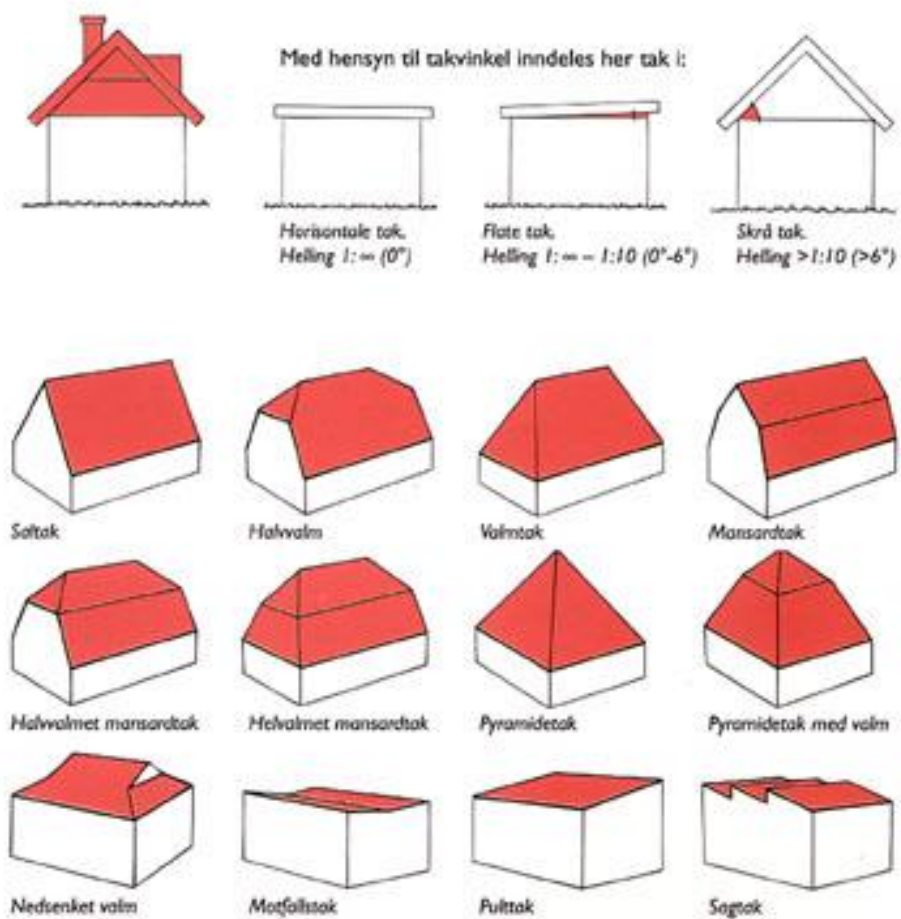 Med hensyn til takvinkel inndeles her tak i:
Horisontale tak.
Helling 1: ∞ (0°)
Flate tak.
Helling 1: ∞ – 1:10 (0°-6°)
Skrå tak.
Helling >1:10 (>6°)
Saltak
Halvvalm
Valmtak
Mansardtak
Halvvalmet mansardtak
Helvalmet mansardtak
Pyramidetak
Pyramidetak med valm
Nedsenket valm
Motfallstak
Pulttak
Sagtak